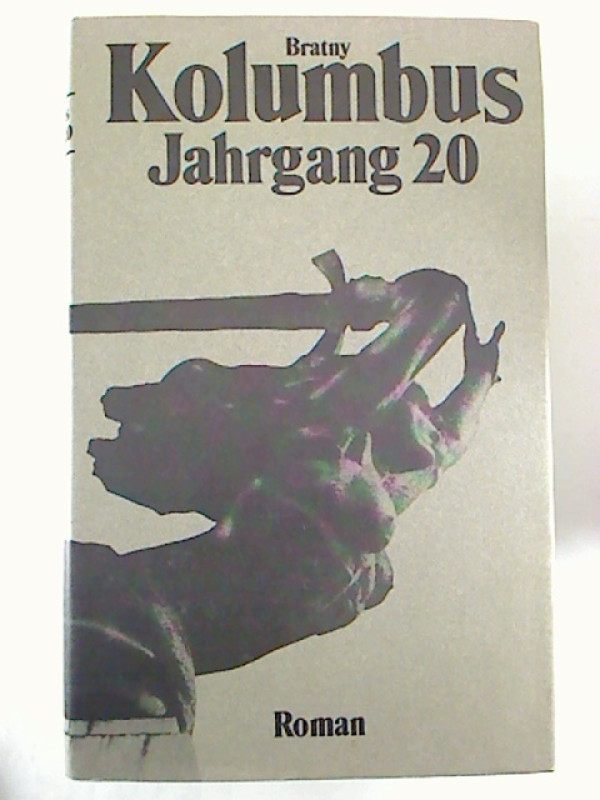 Bratny
Kolumbus
Jahrgang 20
Roman